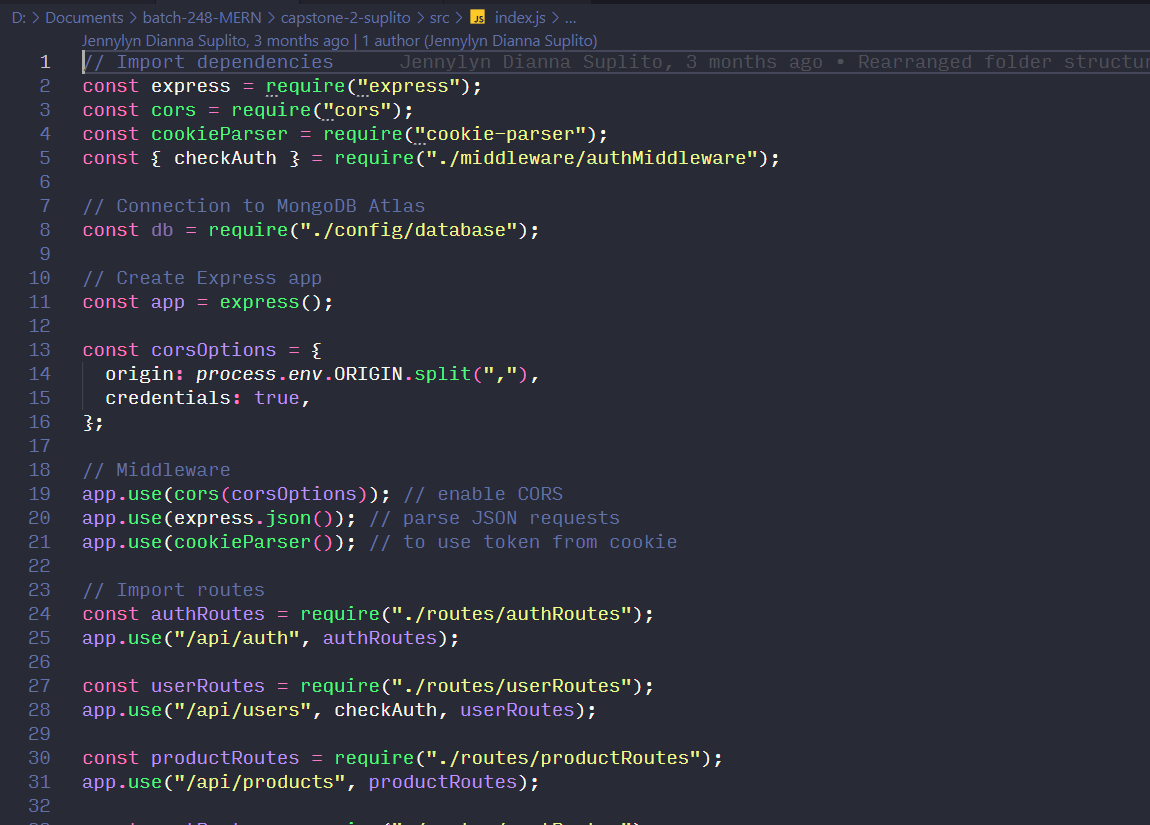 D: > Documents > batch-248-MERN > capstone-2-suplito > src > JS index.js > ...
Jennylyn Dianna Suplito, 3 months ago | 1 author (Jennylyn Dianna Suplito)
1 // Import dependencies Jennylyn Dianna Suplito, 3 months ago • Rearranged folder
2 const express = require("express");
3 const cors = require("cors");
4 const cookieParser = require("cookie-parser");
5 const { checkAuth } = require("./middleware/authMiddleware");
6
7 // Connection to MongoDB Atlas
8 const db = require("./config/database");
9
10 // Create Express app
11 const app = express();
12
13 const corsOptions = {
14 origin: process.env.ORIGIN.split(","),
15 credentials: true,
16 };
17
18 // Middleware
19 app.use(cors(corsOptions)); // enable CORS
20 app.use(express.json()); // parse JSON requests
21 app.use(cookieParser()); // to use token from cookie
22
23 // Import routes
24 const authRoutes = require("./routes/authRoutes");
25 app.use("/api/auth", authRoutes);
26
27 const userRoutes = require("./routes/userRoutes");
28 app.use("/api/users", checkAuth, userRoutes);
29
30 const productRoutes = require("./routes/productRoutes");
31 app.use("/api/products", productRoutes);
32